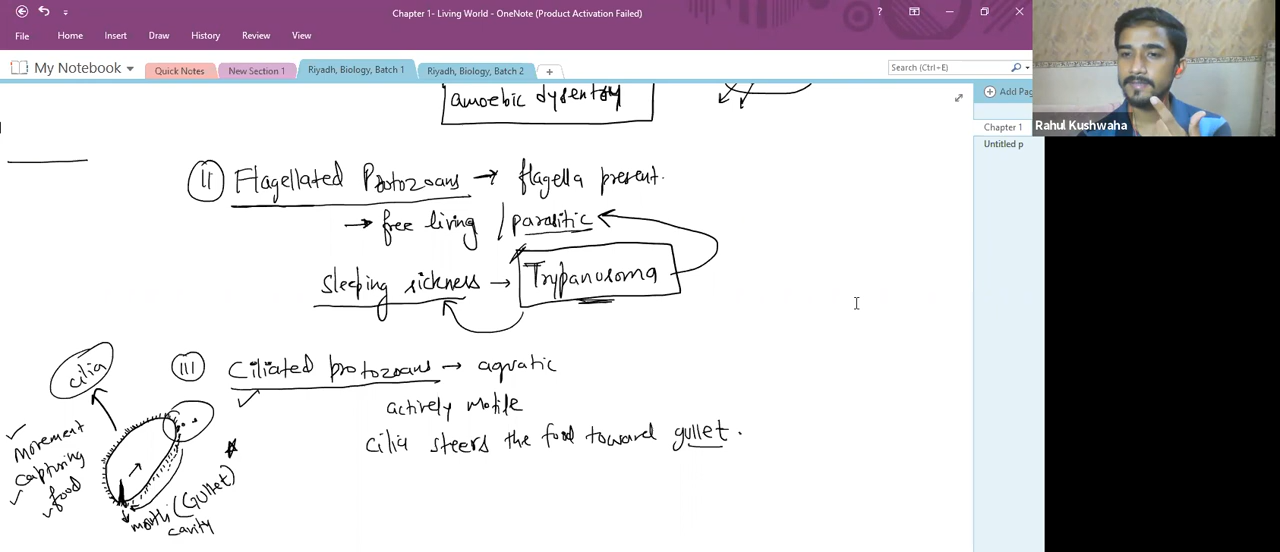 Chapter 1- Living World - OneNote (Product Activation Failed)
?
File Home Insert Draw History Review View
My Notebook Quick Notes New Section 1 Riyadh, Biology, Batch 1 Riyadh, Biology, Batch 2 + Search (Ctrl+E)
Add Pag
Chapter 1
Untitled p
Rahul Kushwaha
amoebic dysentry
II Flagellated Protozoans → flagella present.
→ free living / parasitic
Sleeping sickness → Trypanosoma
III Ciliated protozoans → aquatic
actively motile
cilia steers the food toward gullet.
cilia
Movement
capturing
food
mouth (Gullet)
cavity